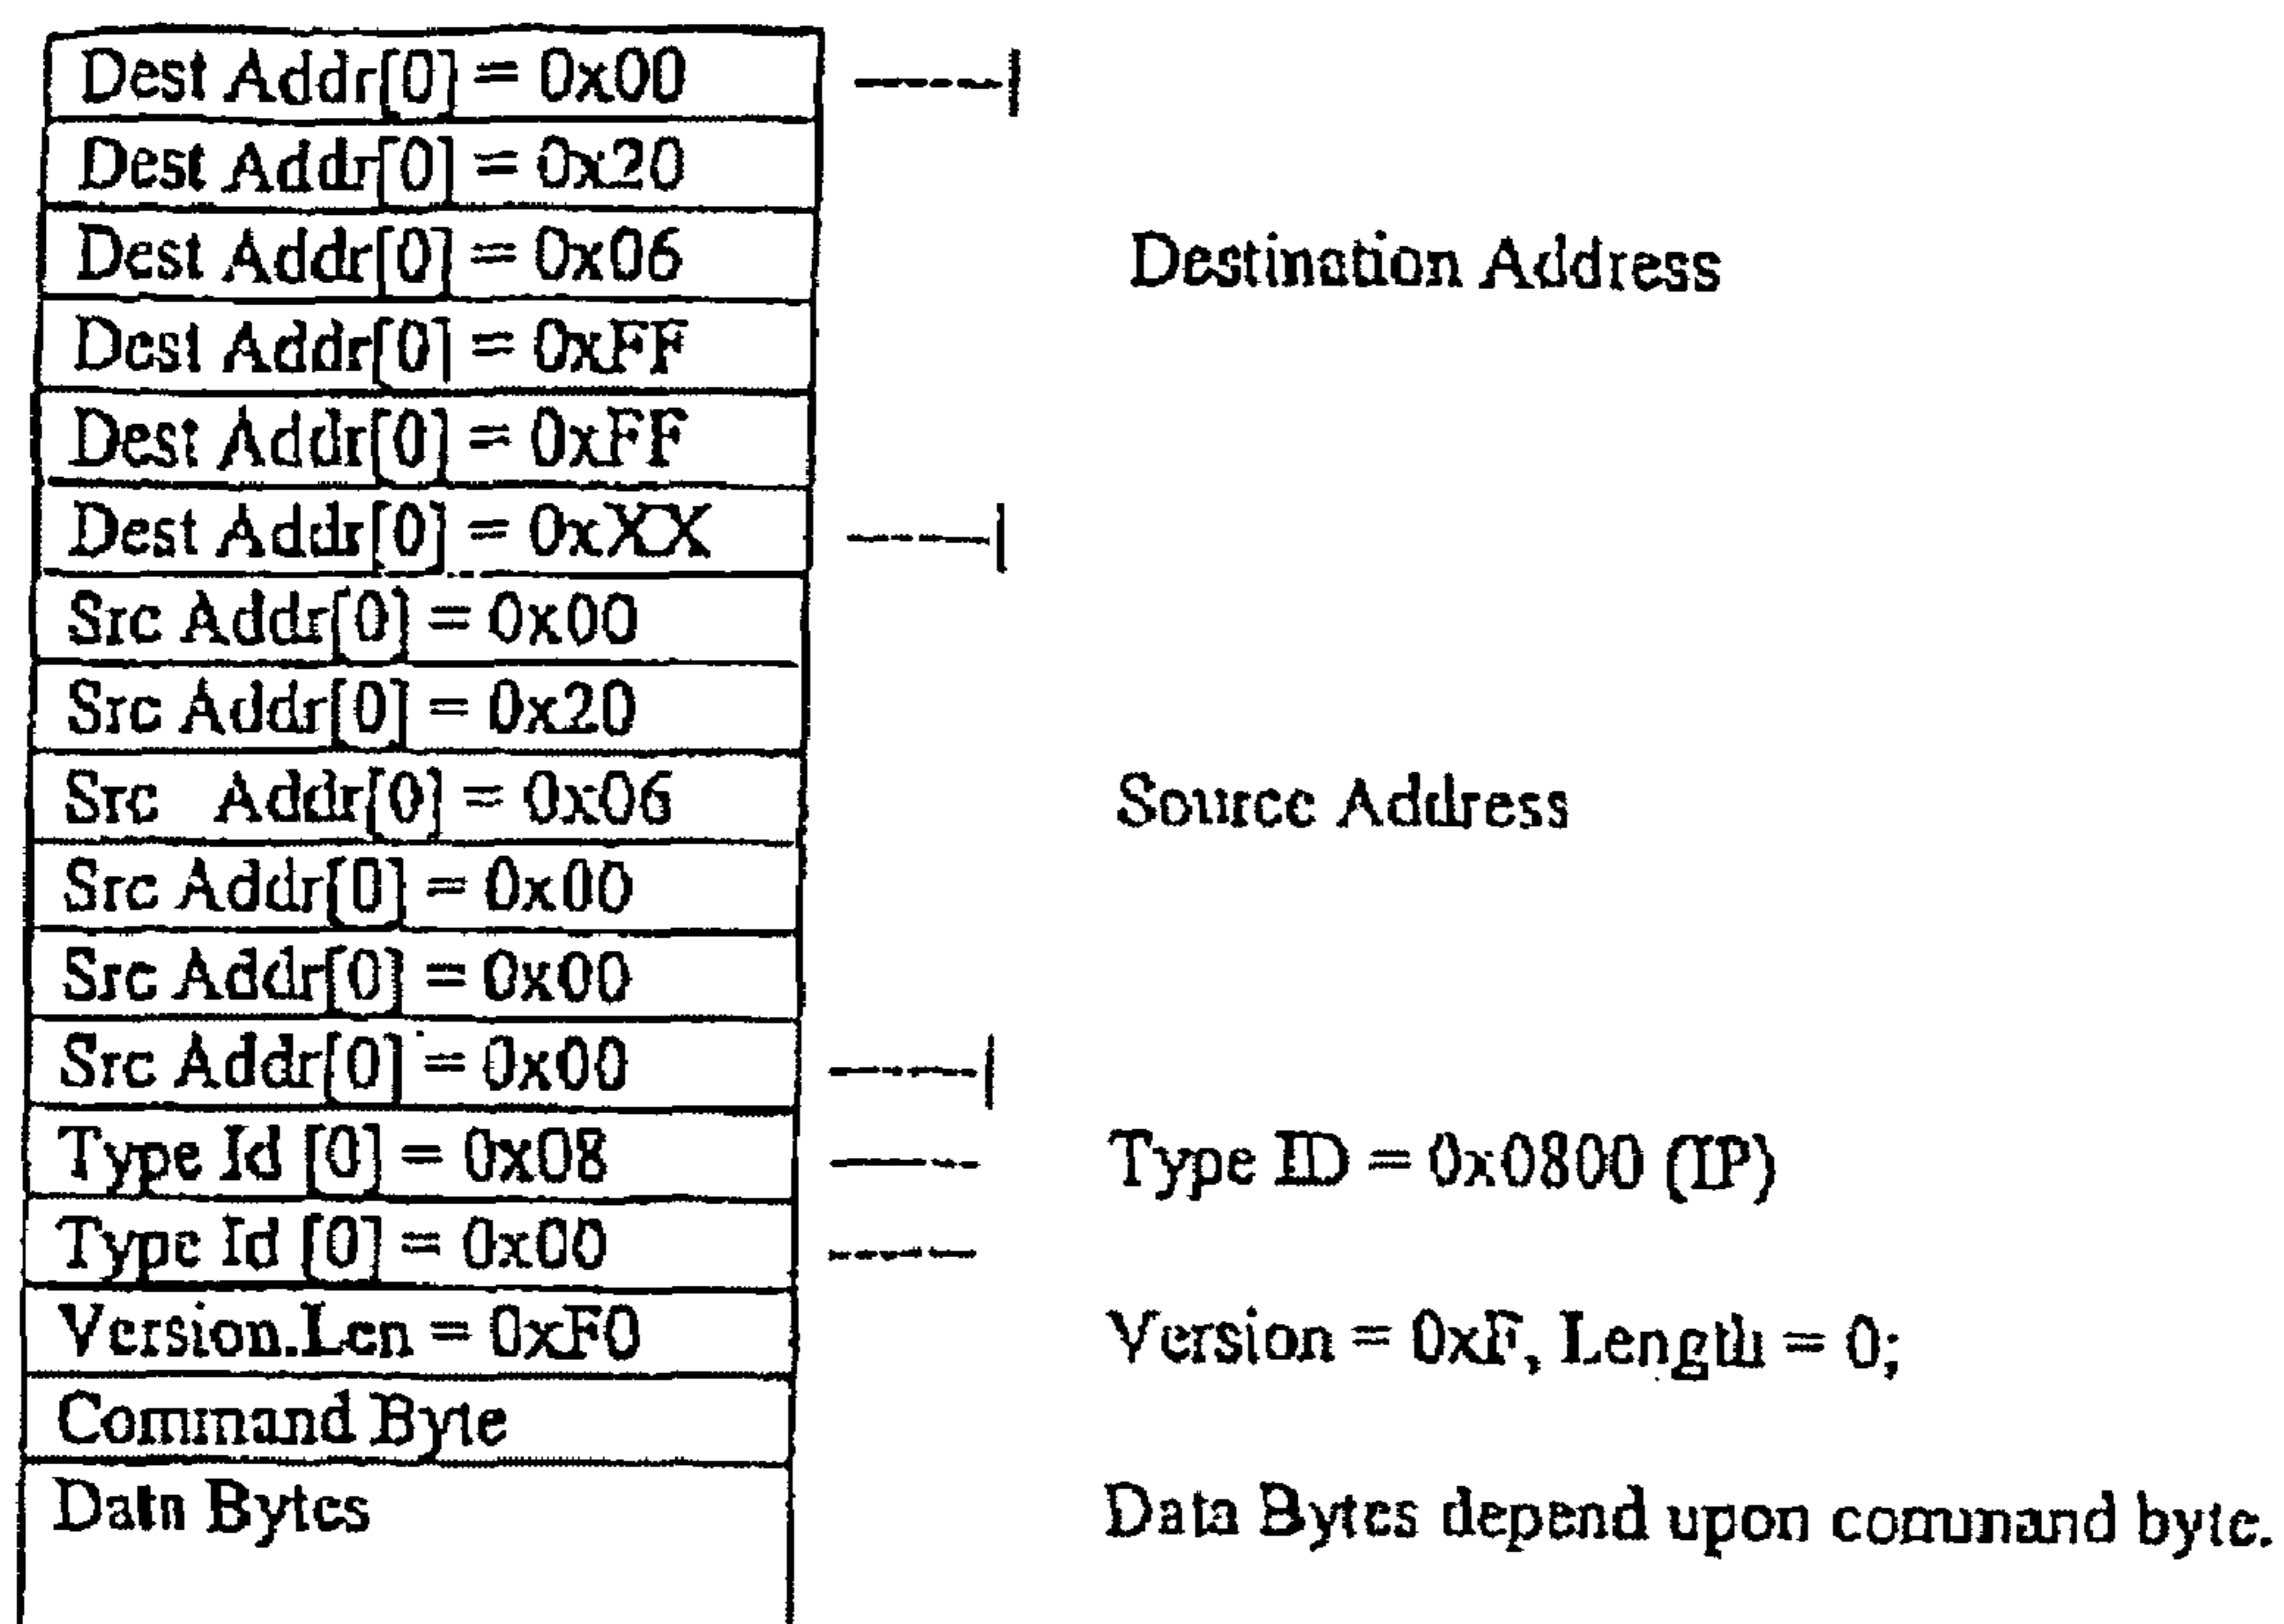 Dest Addr[0] = 0x00
Dest Addr[0] = 0x20
Dest Addr[0] = 0x06
Destination Address
Dest Addr[0] = 0xFF
Dest Addr[0] = 0xFF
Dest Addr[0] = 0xXX
Src Addr[0] = 0x00
Src Addr[0] = 0x20
Src Addr[0] = 0x06
Source Address
Src Addr[0] = 0x00
Src Addr[0] = 0x00
Src Addr[0] = 0x00
Type Id [0] = 0x08
Type ID = 0x0800 (IP)
Type Id [0] = 0x00
Version.Len = 0xF0
Version = 0xF, Length = 0;
Command Byte
Data Bytes
Data Bytes depend upon command byte.